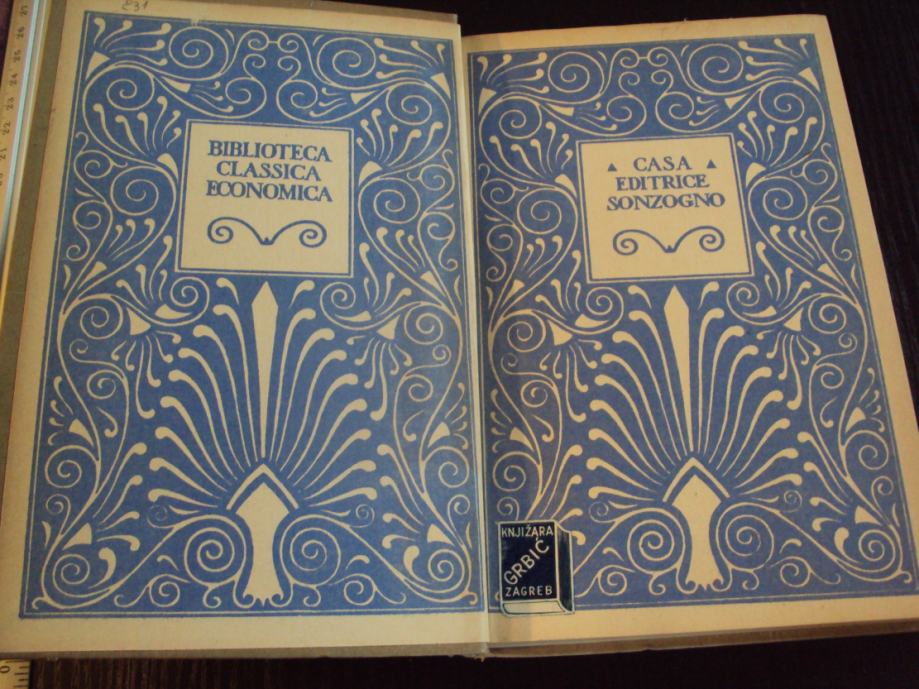 BIBLIOTECA
CLASSICA
ECONOMICA
CASA
EDITRICE
SONZOGNO
KNJIŽARA
GRBIĆ
ZAGREB